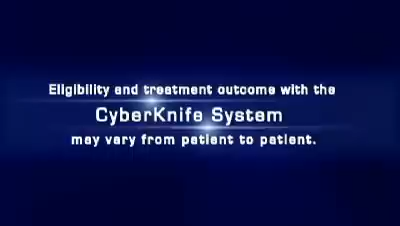 Eligibility and treatment outcome with the
CyberKnife System
may vary from patient to patient.